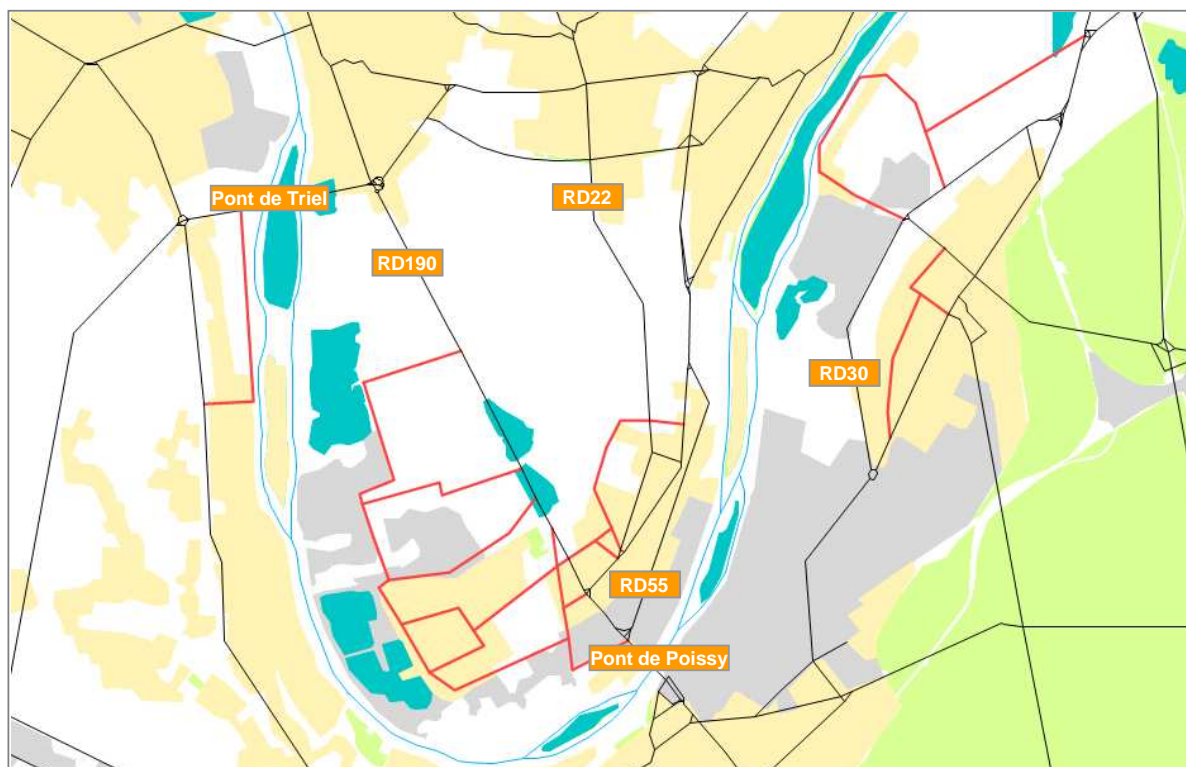 Pont de Triel
RD22
RD190
RD30
RD55
Pont de Poissy